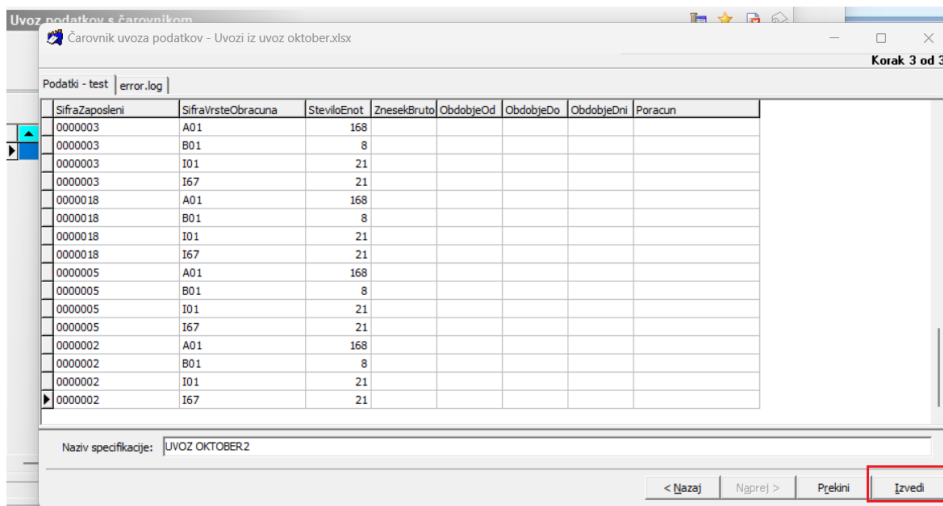 Uvoz podatkov s čarovnikom
Čarovnik uvoza podatkov - Uvozi iz uvoz oktober.xlsx
Korak 3 od 3
Podatki - test error.log
SifraZaposleni SifraVrsteObracuna SteviloEnot ZnesekBruto ObdobjeOd ObdobjeDo ObdobjeDni Poracun
0000003 A01 168
0000003 B01 8
0000003 I01 21
0000003 I67 21
0000018 A01 168
0000018 B01 8
0000018 I01 21
0000018 I67 21
0000005 A01 168
0000005 B01 8
0000005 I01 21
0000005 I67 21
0000002 A01 168
0000002 B01 8
0000002 I01 21
0000002 I67 21
Naziv specifikacije: UVOZ OKTOBER2
< Nazaj Naprej > Prekini Izvedi